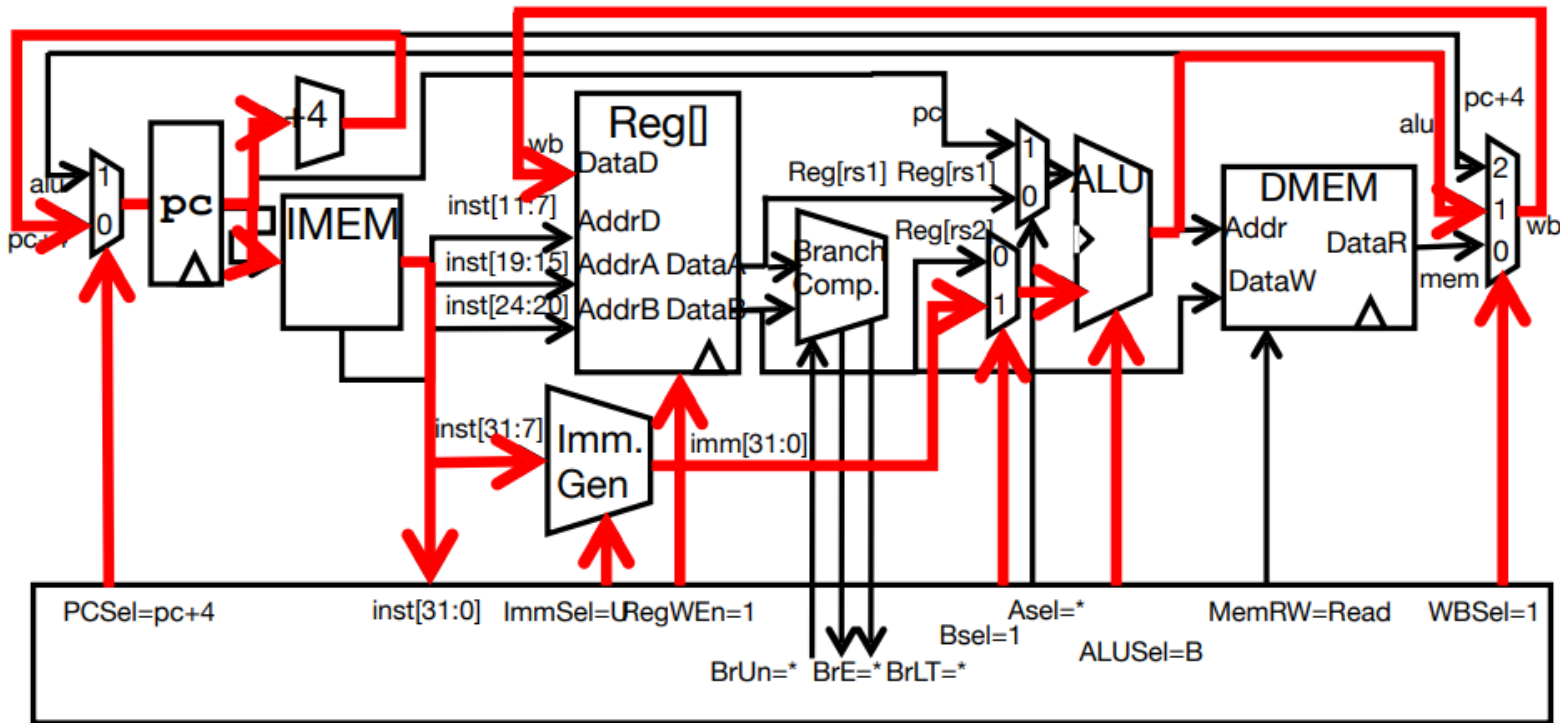 pc+4
alu
pc+4
alu
1
0
pc
+4
IMEM
inst[11:7]
inst[19:15]
inst[24:20]
wb
Reg[]
DataD
AddrD
AddrA DataA
AddrB DataB
pc
Reg[rs1] Reg[rs1]
Reg[rs2]
Branch
Comp.
1
0
0
1
ALU
DMEM
Addr
DataR
DataW
mem
2
1
0
wb
inst[31:7]
Imm.
Gen
imm[31:0]
PCSel=pc+4
inst[31:0]
ImmSel=U
RegWEn=1
BrUn=*
BrE=*
BrLT=*
Bsel=1
Asel=*
ALUSel=B
MemRW=Read
WBSel=1